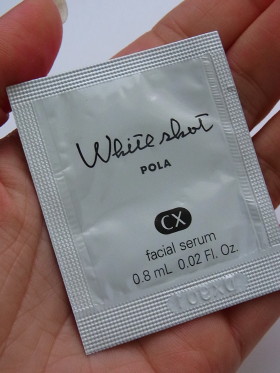 White shot
POLA
CX
facial serum
0.8 mL 0.02 Fl. Oz.